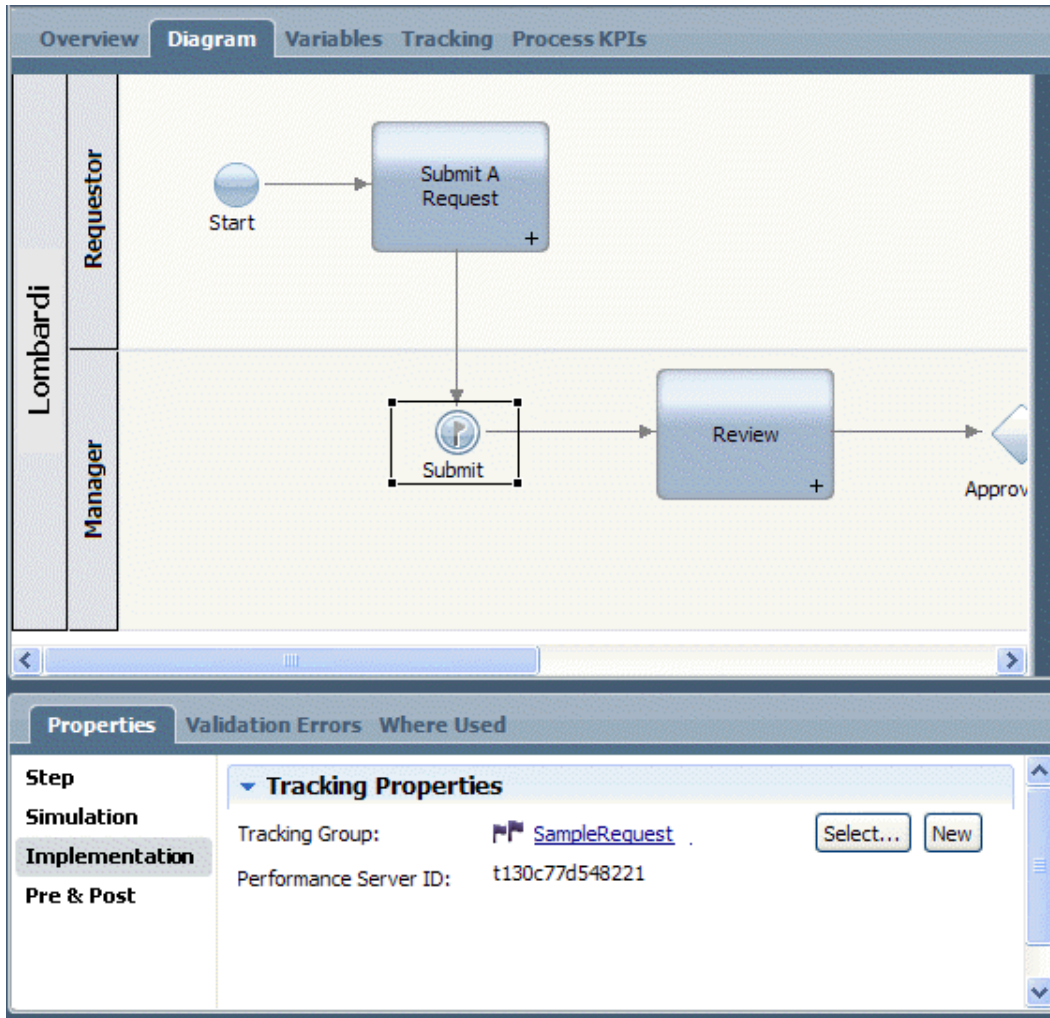 Overview Diagram Variables Tracking Process KPIs
Lombardi
Requestor
Start
Submit A
Request
+
Manager
Submit
Review
+
Approv
Properties Validation Errors Where Used
Step
Simulation
Implementation
Pre & Post
Tracking Properties
Tracking Group: SampleRequest . Select... New
Performance Server ID: t130c77d548221